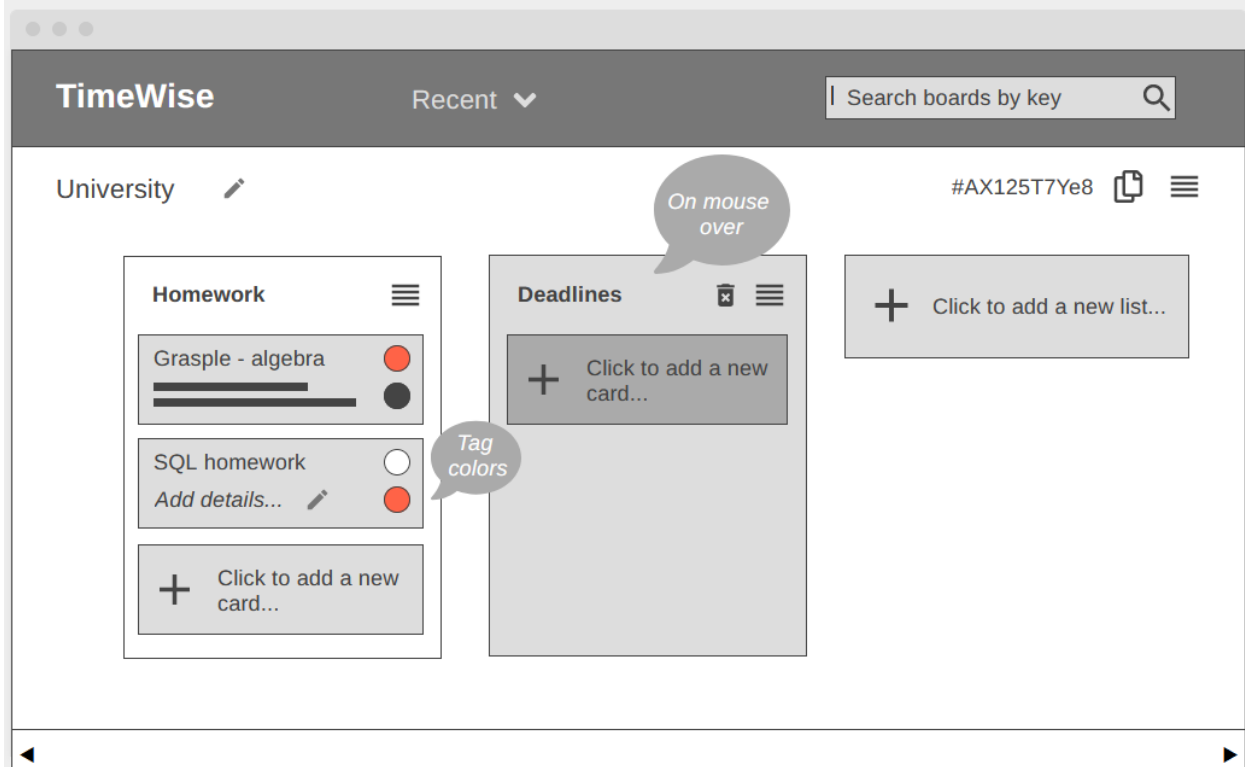 TimeWise
Recent
Search boards by key
University
#AX125T7Ye8
On mouse
over
Homework
Deadlines
Click to add a new list...
Grasple - algebra
Click to add a new
card...
SQL homework
Add details...
Tag
colors
Click to add a new
card...